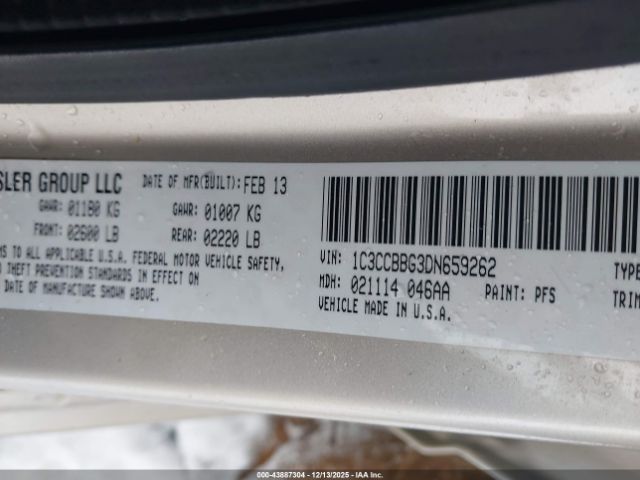 SLER GROUP LLC DATE OF MFR(BUILT): FEB 13
GAWR: 01180 KG GAWR: 01007 KG
FRONT: 02600 LB REAR: 02220 LB
MS TO ALL APPLICABLE U.S.A. FEDERAL MOTOR VEHICLE SAFETY,
D THEFT PREVENTION STANDARDS IN EFFECT ON
DATE OF MANUFACTURE SHOWN ABOVE.
VIN: 1C3CCBBG3DN659262 TYPE
MDH: 021114 046AA PAINT: PFS TRIM
VEHICLE MADE IN U.S.A.
000-43887304 - 12/13/2025 - IAAI.COM